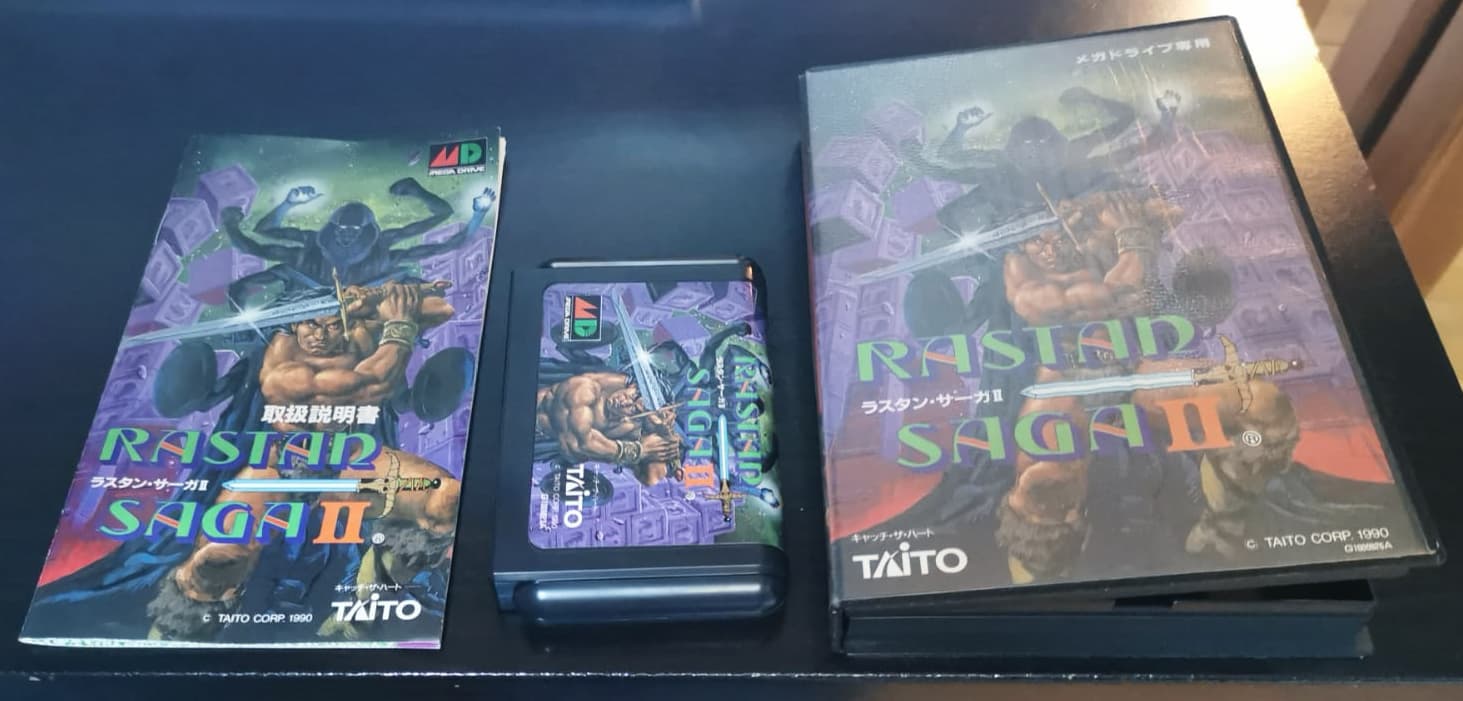 MD
MEGA DRIVE
取扱説明書
RASTAN
ラスタン・サーガⅡ
SAGA II
®
キャッチ・ザ・ハート
TAITO
© TAITO CORP. 1990
MD
MEGA DRIVE
RASTAN
ラスタン・サーガⅡ
SAGA II
®
TAITO
© TAITO CORP. 1990
メガドライブ専用
RASTAN
ラスタン・サーガⅡ
SAGA II
®
キャッチ・ザ・ハート
TAITO
© TAITO CORP. 1990